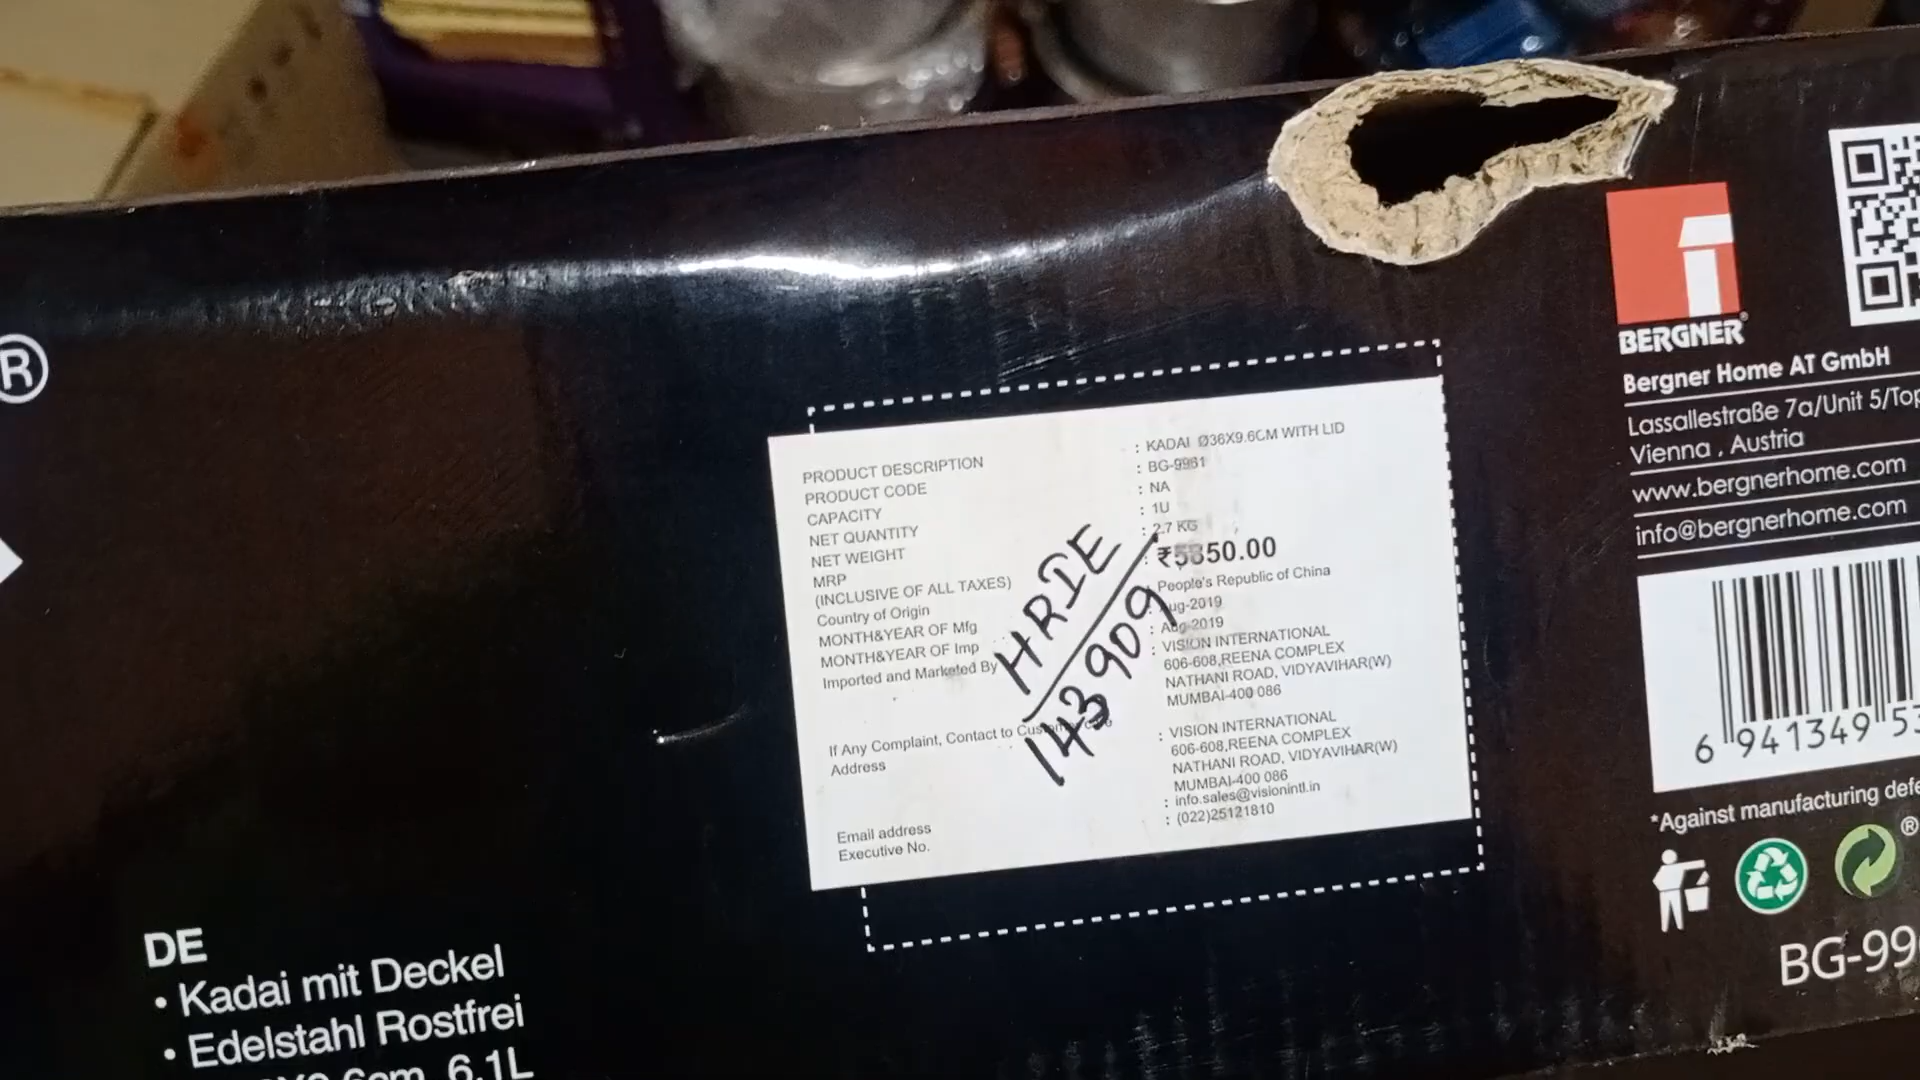 ®
PRODUCT DESCRIPTION : KADAI Ø36X9.6CM WITH LID
PRODUCT CODE : BG-9961
CAPACITY : NA
NET QUANTITY : 1U
NET WEIGHT : 2.7 KG
MRP : ₹5350.00
(INCLUSIVE OF ALL TAXES)
Country of Origin : People's Republic of China
MONTH&YEAR OF Mfg : Aug-2019
MONTH&YEAR OF Imp : Aug-2019
Imported and Marketed By : VISION INTERNATIONAL
606-608,REENA COMPLEX
NATHANI ROAD, VIDYAVIHAR(W)
MUMBAI-400 086
If Any Complaint, Contact to Customer care
Address : VISION INTERNATIONAL
606-608,REENA COMPLEX
NATHANI ROAD, VIDYAVIHAR(W)
MUMBAI-400 086
Email address : info.sales@visionintl.in
Executive No. : (022)25121810
HRIE
143909
BERGNER®
Bergner Home AT GmbH
Lassallestraße 7a/Unit 5/Top
Vienna , Austria
www.bergnerhome.com
info@bergnerhome.com
6 941349 53
*Against manufacturing defe
®
BG-99
DE
• Kadai mit Deckel
• Edelstahl Rostfrei
6cm 6.1L